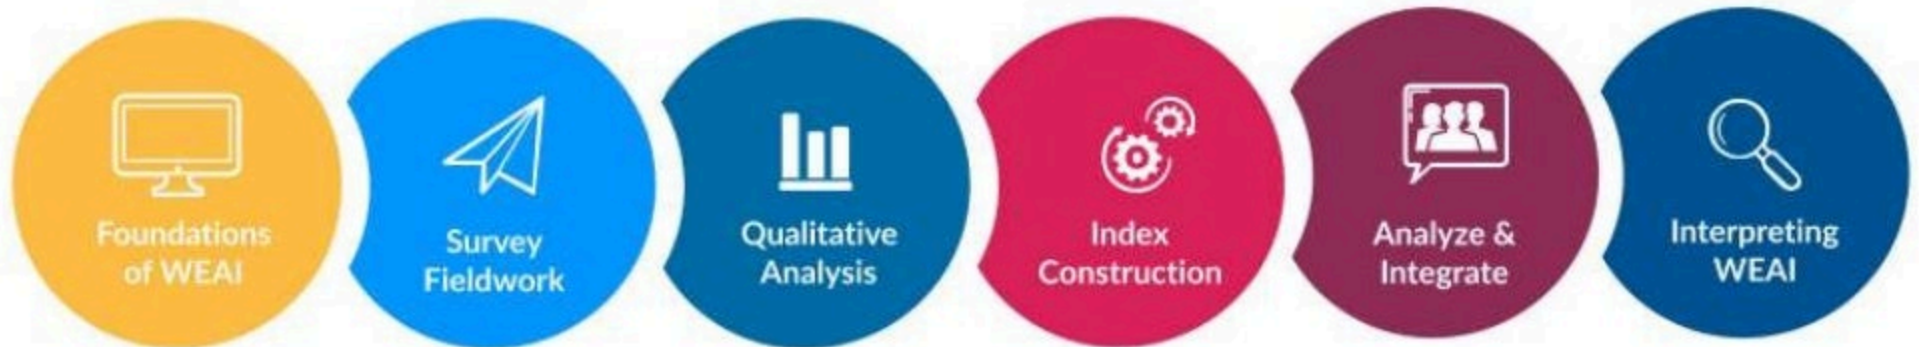 Foundations
of WEAI
Survey
Fieldwork
Qualitative
Analysis
Index
Construction
Analyze &
Integrate
Interpreting
WEAI